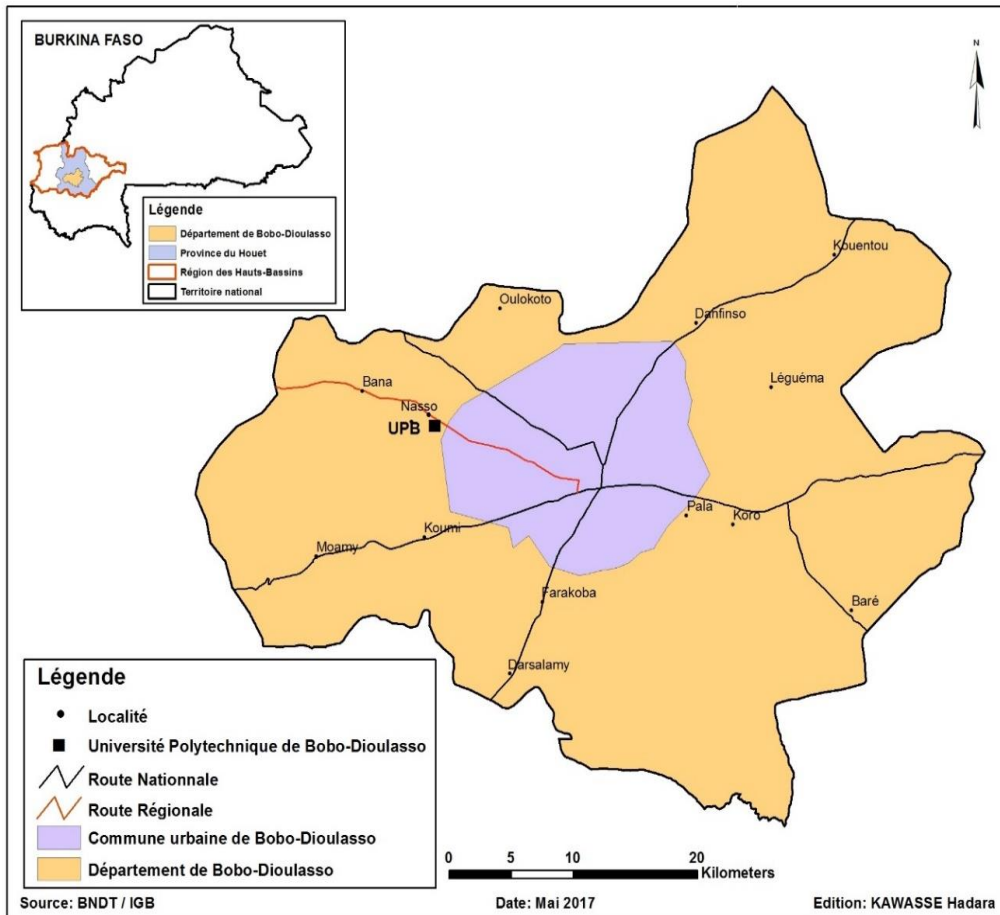 BURKINA FASO
Légende
Département de Bobo-Dioulasso
Province du Houet
Région des Hauts-Bassins
Territoire national
N
Kouentou
Oulokoto
Danfinso
Bana
Léguéma
Nasso
UPB
Pala
Koro
Koumi
Moamy
Farakoba
Baré
Darsalamy
Légende
Localité
Université Polytechnique de Bobo-Dioulasso
Route Nationnale
Route Régionale
Commune urbaine de Bobo-Dioulasso
Département de Bobo-Dioulasso
0 5 10 20
Kilometers
Source: BNDT / IGB
Date: Mai 2017
Edition: KAWASSE Hadara